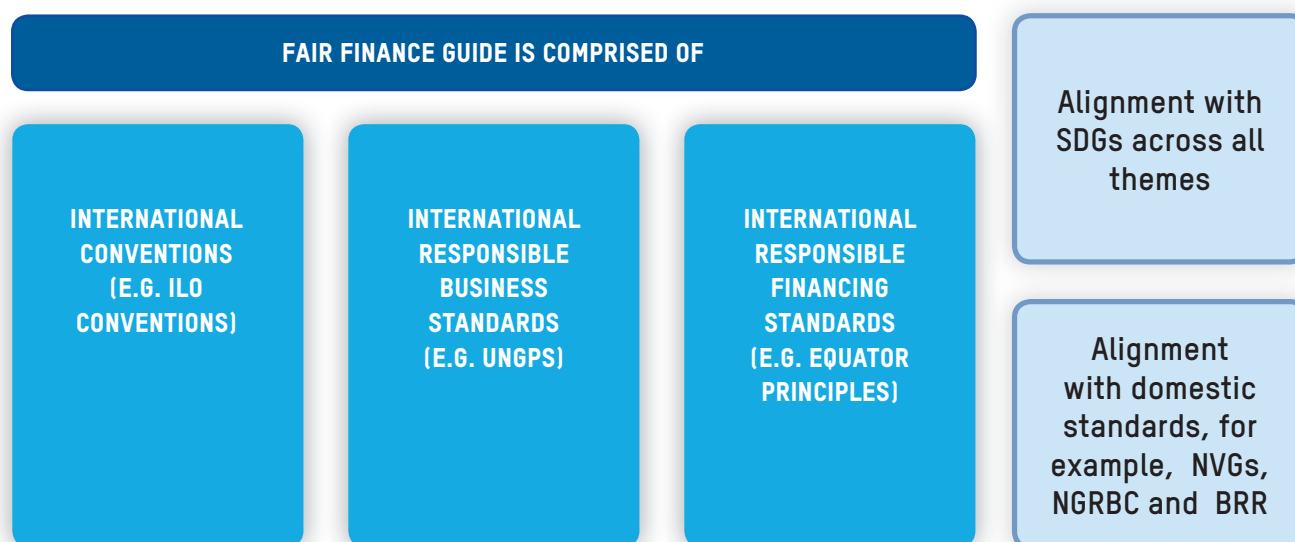 FAIR FINANCE GUIDE IS COMPRISED OF
INTERNATIONAL
CONVENTIONS
(E.G. ILO
CONVENTIONS)
INTERNATIONAL
RESPONSIBLE
BUSINESS
STANDARDS
(E.G. UNGPS)
INTERNATIONAL
RESPONSIBLE
FINANCING
STANDARDS
(E.G. EQUATOR
PRINCIPLES)
Alignment with
SDGs across all
themes
Alignment
with domestic
standards, for
example, NVGs,
NGRBC and BRR